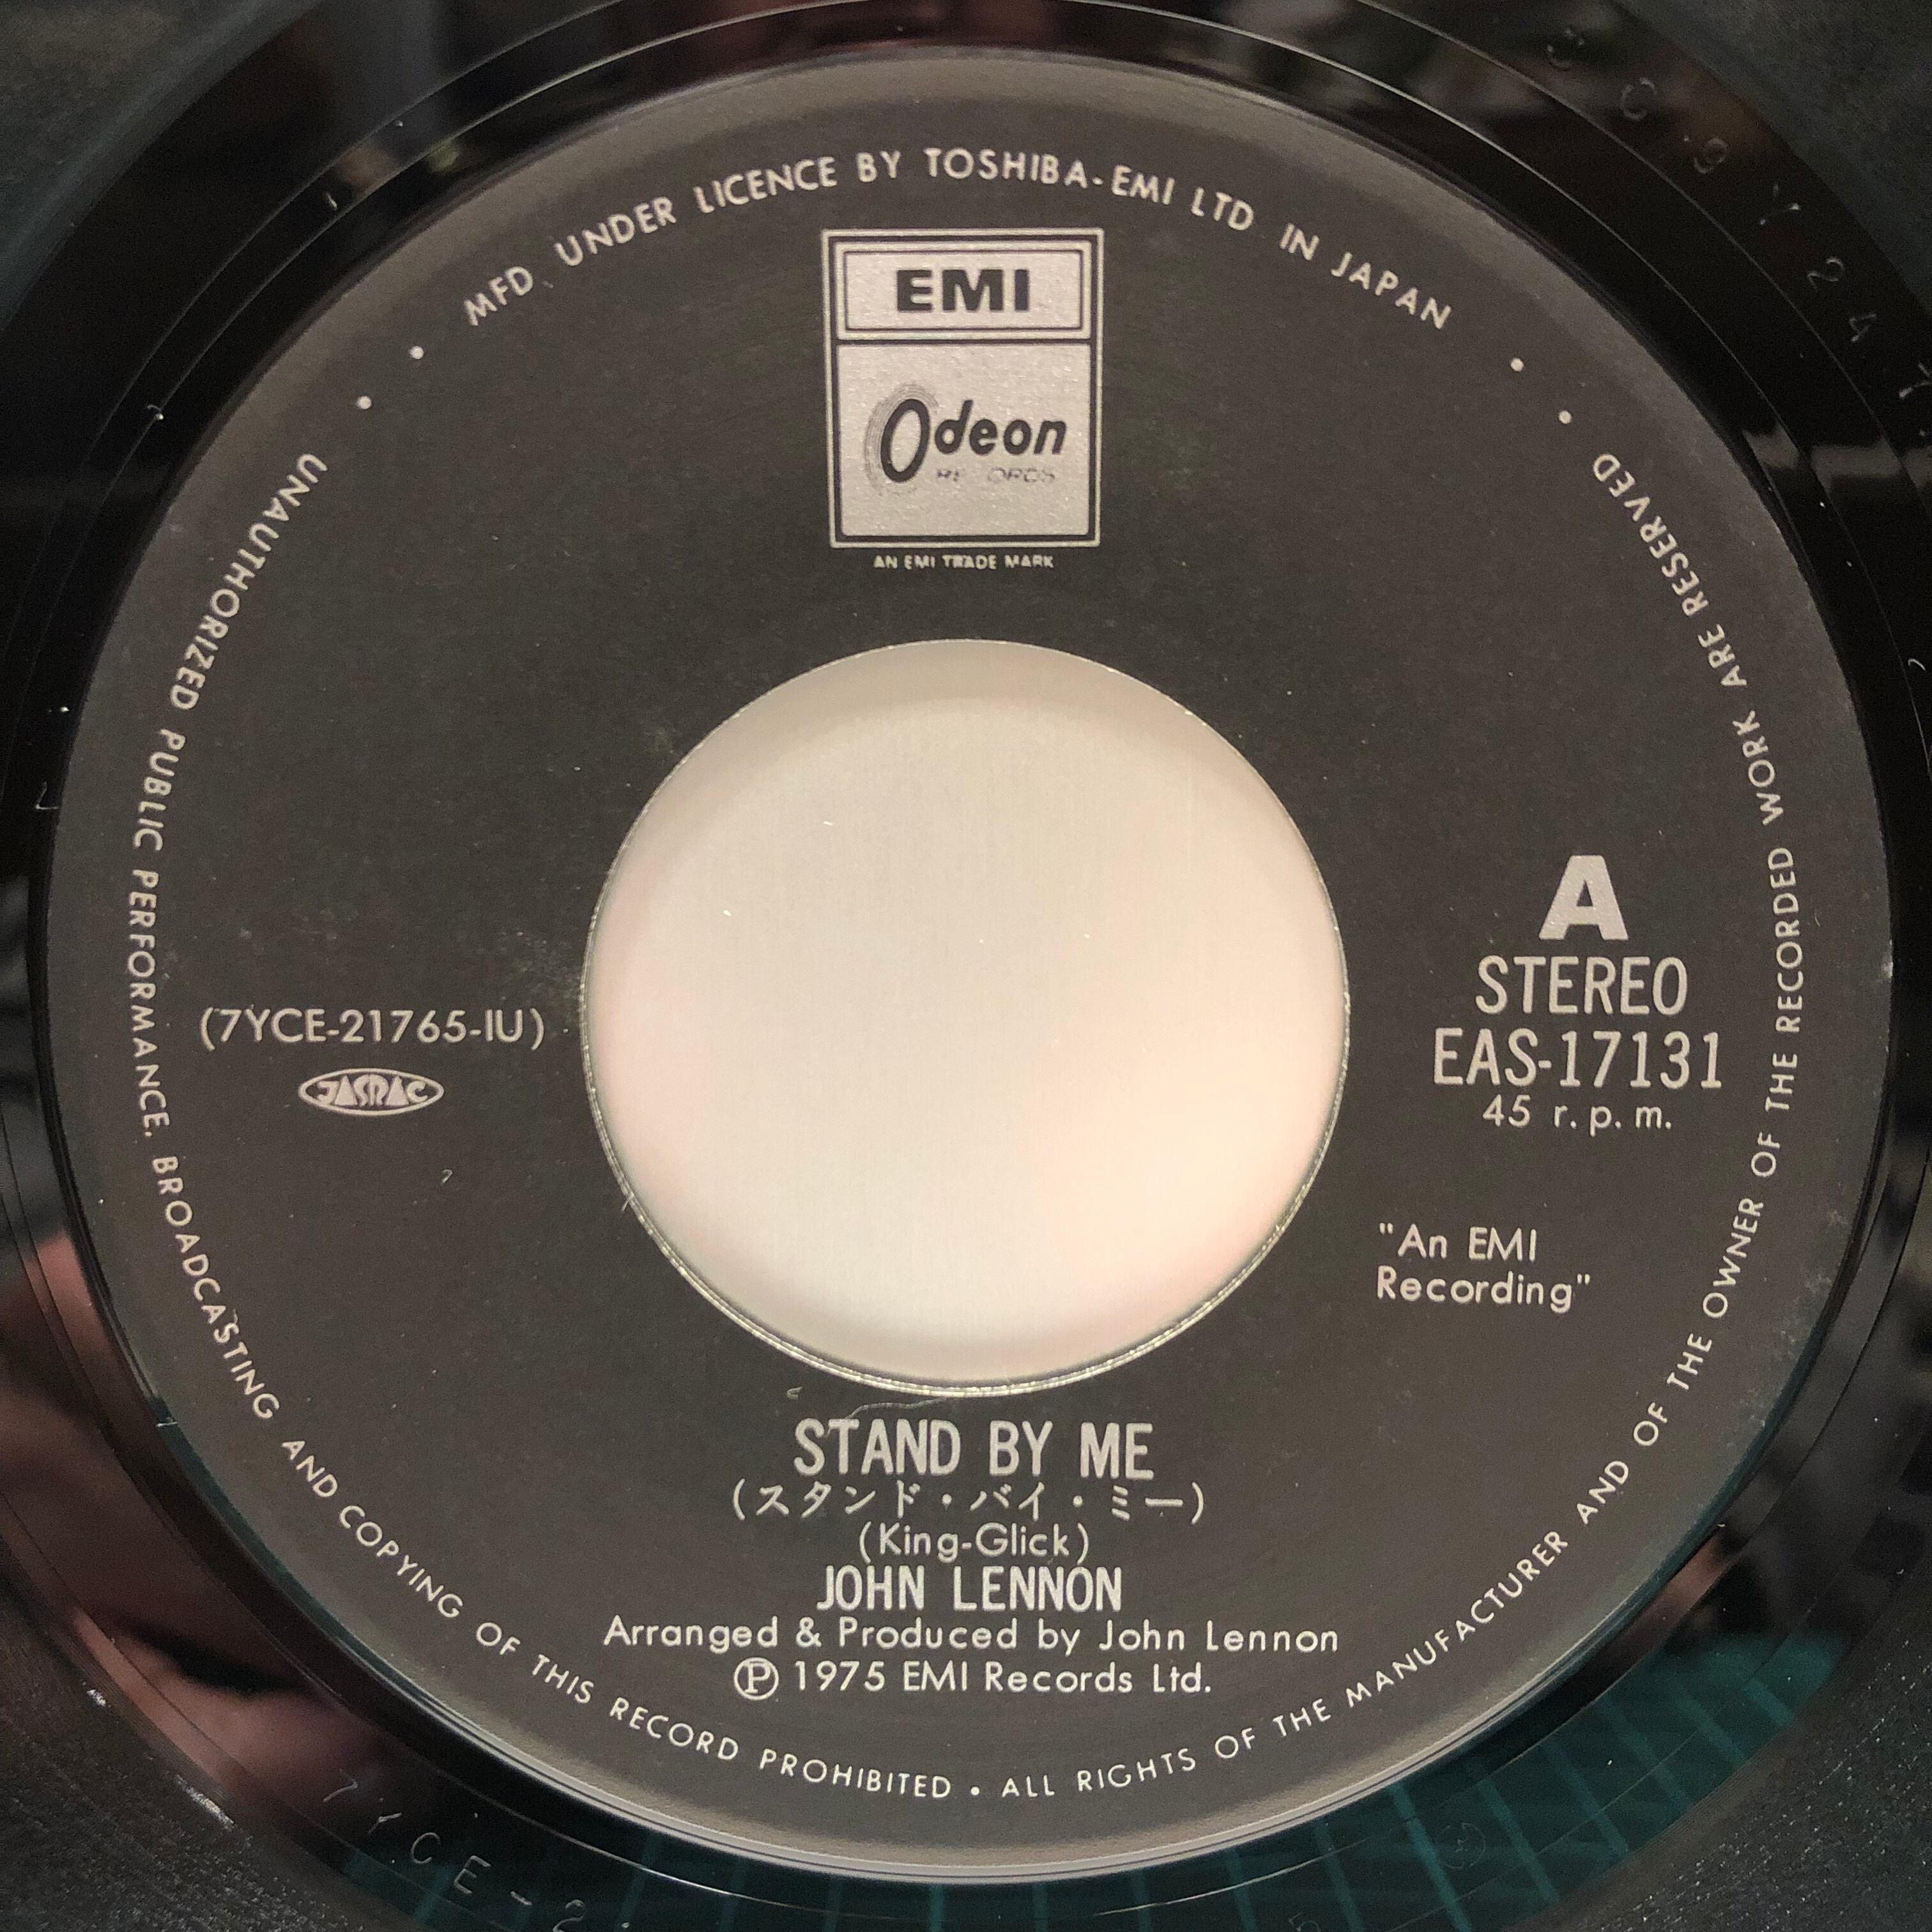 MFD. UNDER LICENCE BY TOSHIBA-EMI LTD. IN JAPAN
EMI
Odeon
AN EMI TRADE MARK
A
STEREO
EAS-17131
45 r.p.m.
(7YCE-21765-IU)
JASRAC
"An EMI
Recording"
STAND BY ME
(スタンド・バイ・ミー)
(King-Glick)
JOHN LENNON
Arranged & Produced by John Lennon
Ⓟ 1975 EMI Records Ltd.
UNAUTHORIZED PUBLIC PERFORMANCE, BROADCASTING AND COPYING OF THIS RECORD PROHIBITED • ALL RIGHTS OF THE MANUFACTURER AND OF THE OWNER OF THE RECORDED WORK ARE RESERVED
7YCE-2